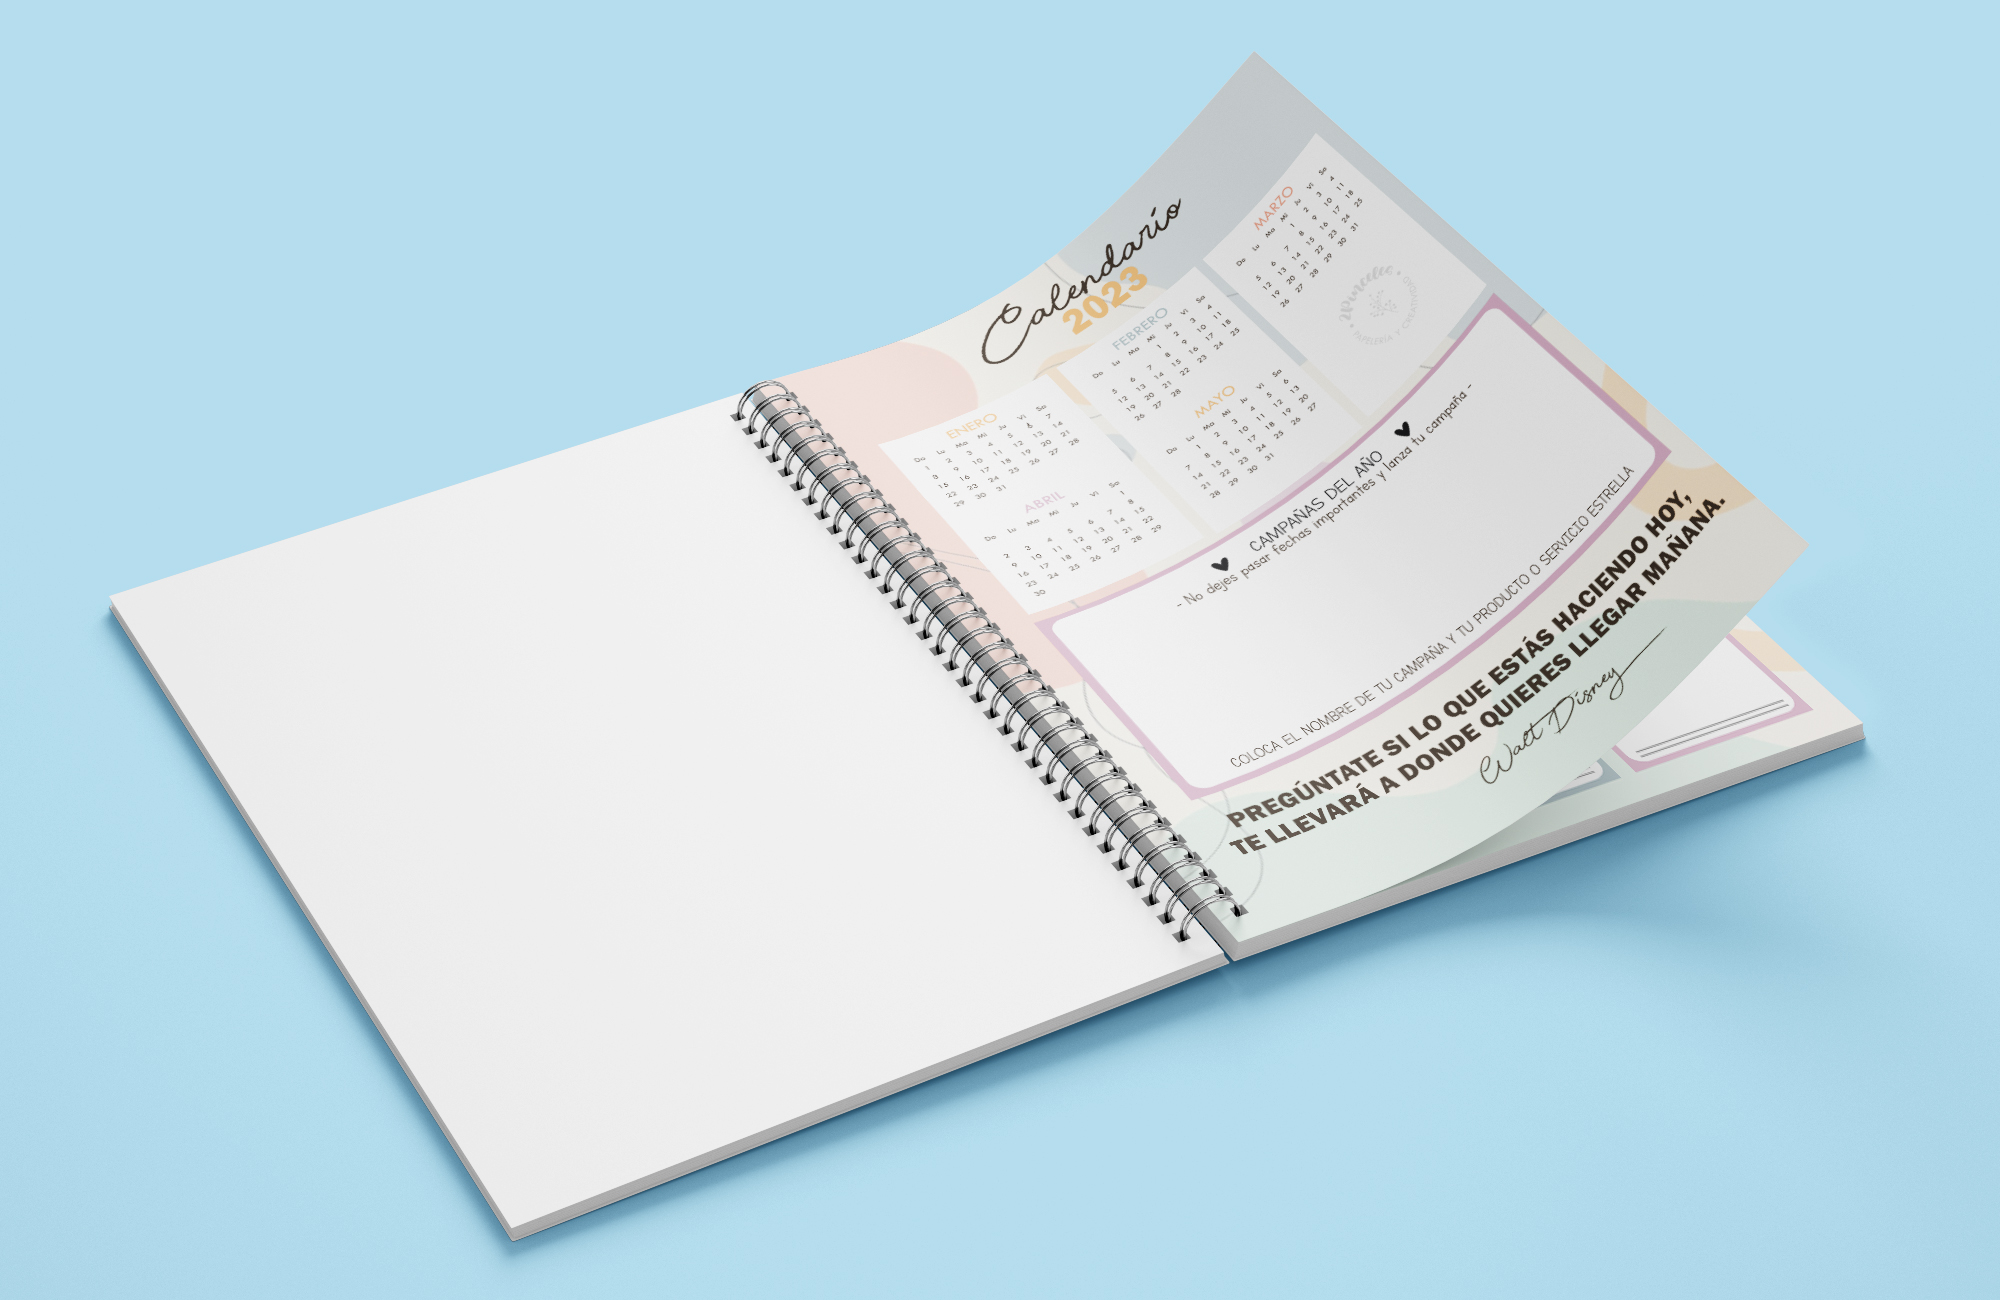 Calendario
2023
ENERO
Do Lu Ma Mi Ju Vi Sa
1 2 3 4 5 6 7
8 9 10 11 12 13 14
15 16 17 18 19 20 21
22 23 24 25 26 27 28
29 30 31
FEBRERO
Do Lu Ma Mi Ju Vi Sa
1 2 3 4
5 6 7 8 9 10 11
12 13 14 15 16 17 18
19 20 21 22 23 24 25
26 27 28
MARZO
Do Lu Ma Mi Ju Vi Sa
1 2 3 4
5 6 7 8 9 10 11
12 13 14 15 16 17 18
19 20 21 22 23 24 25
26 27 28 29 30 31
ABRIL
Do Lu Ma Mi Ju Vi Sa
1
2 3 4 5 6 7 8
9 10 11 12 13 14 15
16 17 18 19 20 21 22
23 24 25 26 27 28 29
30
MAYO
Do Lu Ma Mi Ju Vi Sa
1 2 3 4 5 6
7 8 9 10 11 12 13
14 15 16 17 18 19 20
21 22 23 24 25 26 27
28 29 30 31
2Pinceles
PAPELERÍA Y CREATIVIDAD
CAMPAÑAS DEL AÑO
- No dejes pasar fechas importantes y lanza tu campaña -
COLOCA EL NOMBRE DE TU CAMPAÑA Y TU PRODUCTO O SERVICIO ESTRELLA
PREGÚNTATE SI LO QUE ESTÁS HACIENDO HOY,
TE LLEVARÁ A DONDE QUIERES LLEGAR MAÑANA.
Walt Disney